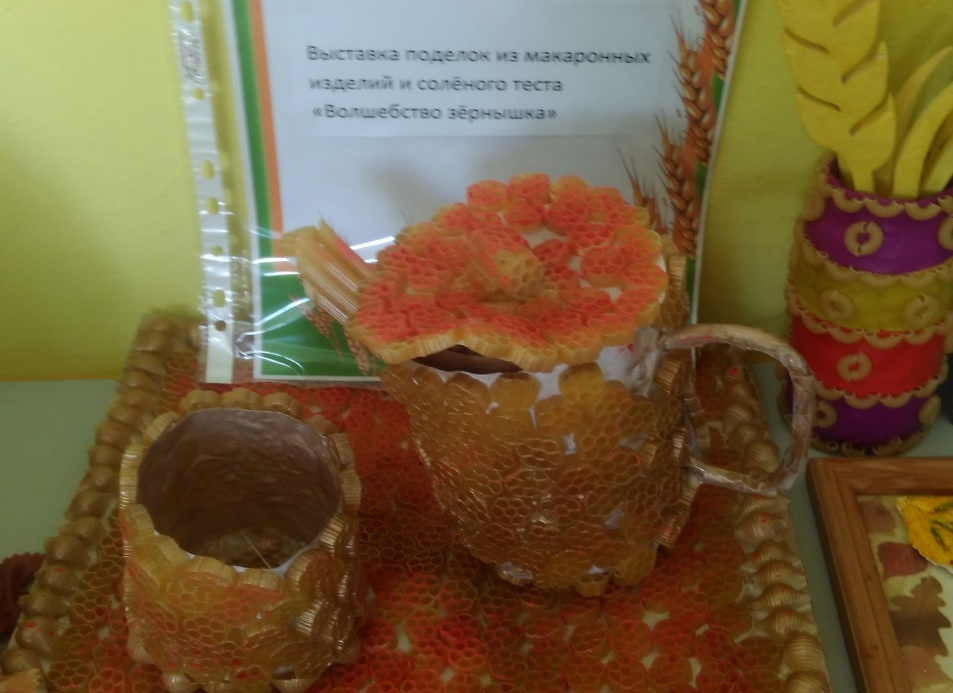 Выставка поделок из макаронных
изделий и солёного теста
«Волшебство зёрнышка»